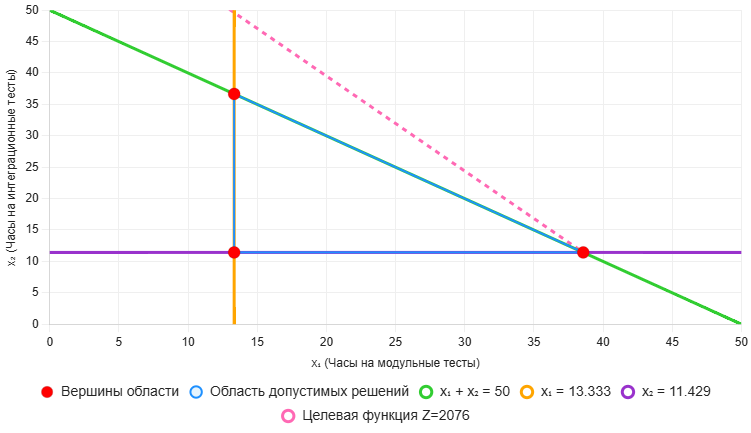 50
45
40
35
30
25
20
15
10
5
0
x₂ (Часы на интеграционные тесты)
0 5 10 15 20 25 30 35 40 45 50
x₁ (Часы на модульные тесты)
Вершины области Область допустимых решений x₁ + x₂ = 50 x₁ = 13.333 x₂ = 11.429
Целевая функция Z=2076